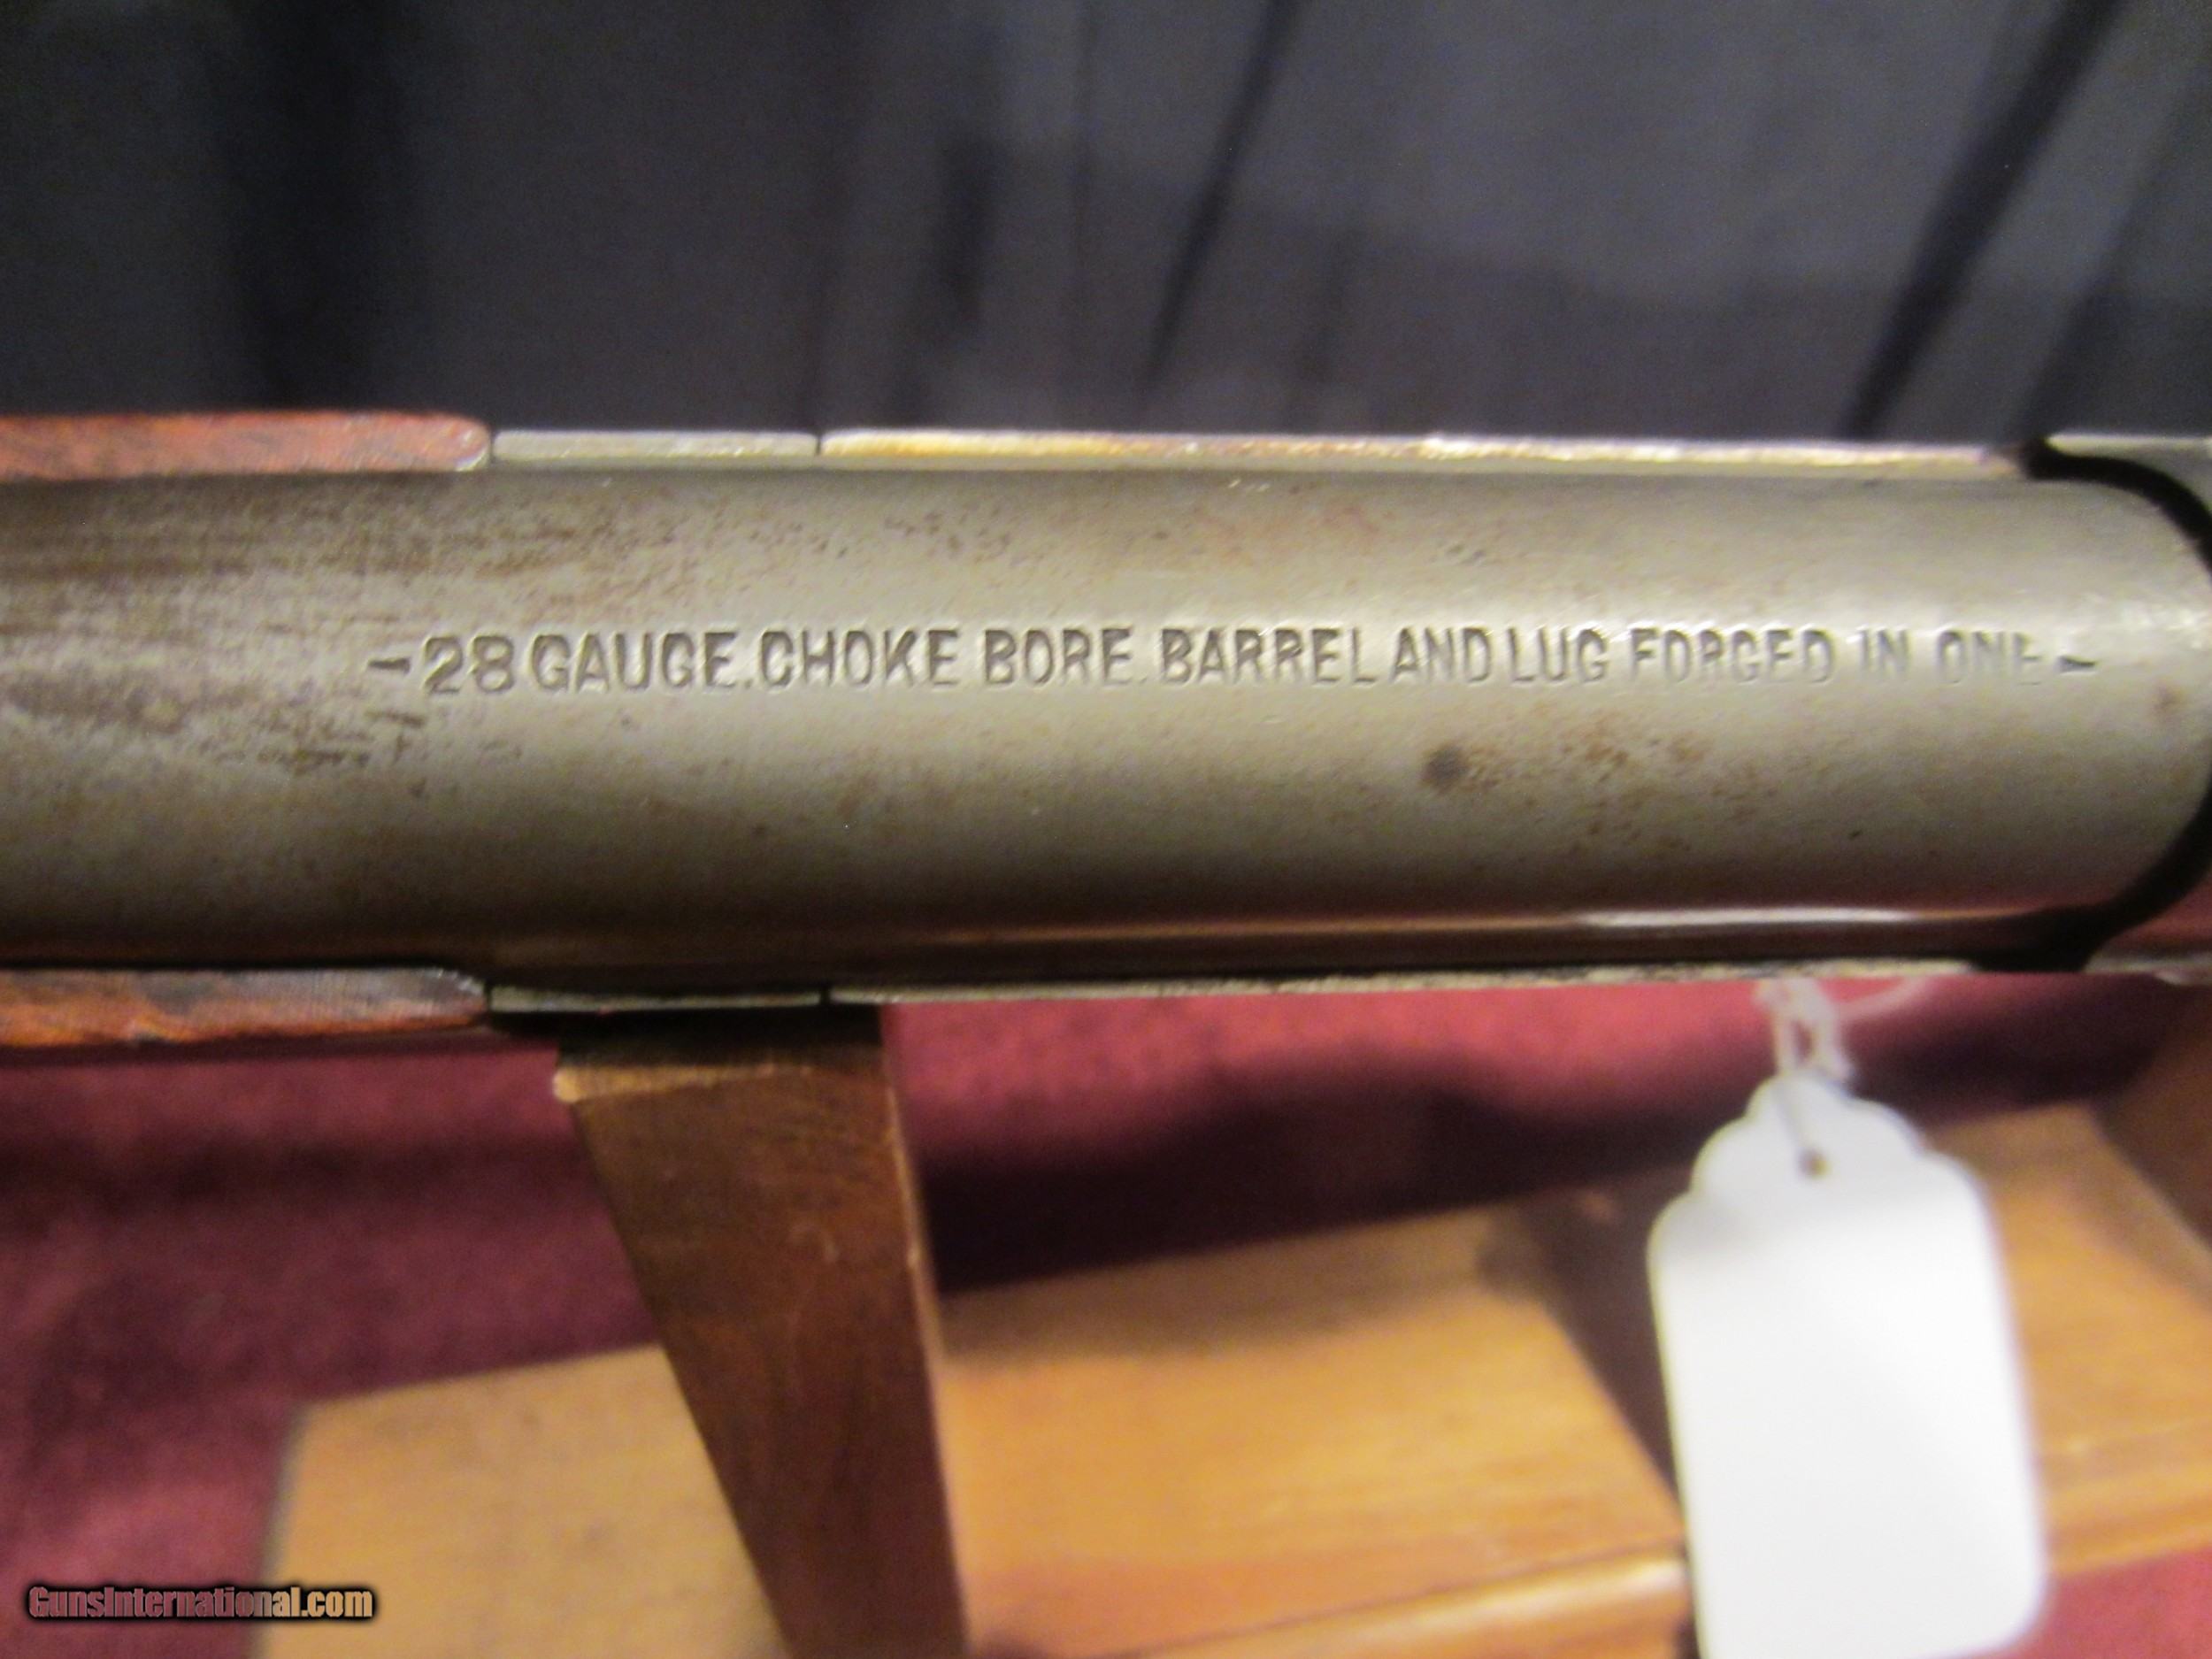 -28 GAUGE.CHOKE BORE.BARREL AND LUG FORGED IN ONE-
GunsInternational.com